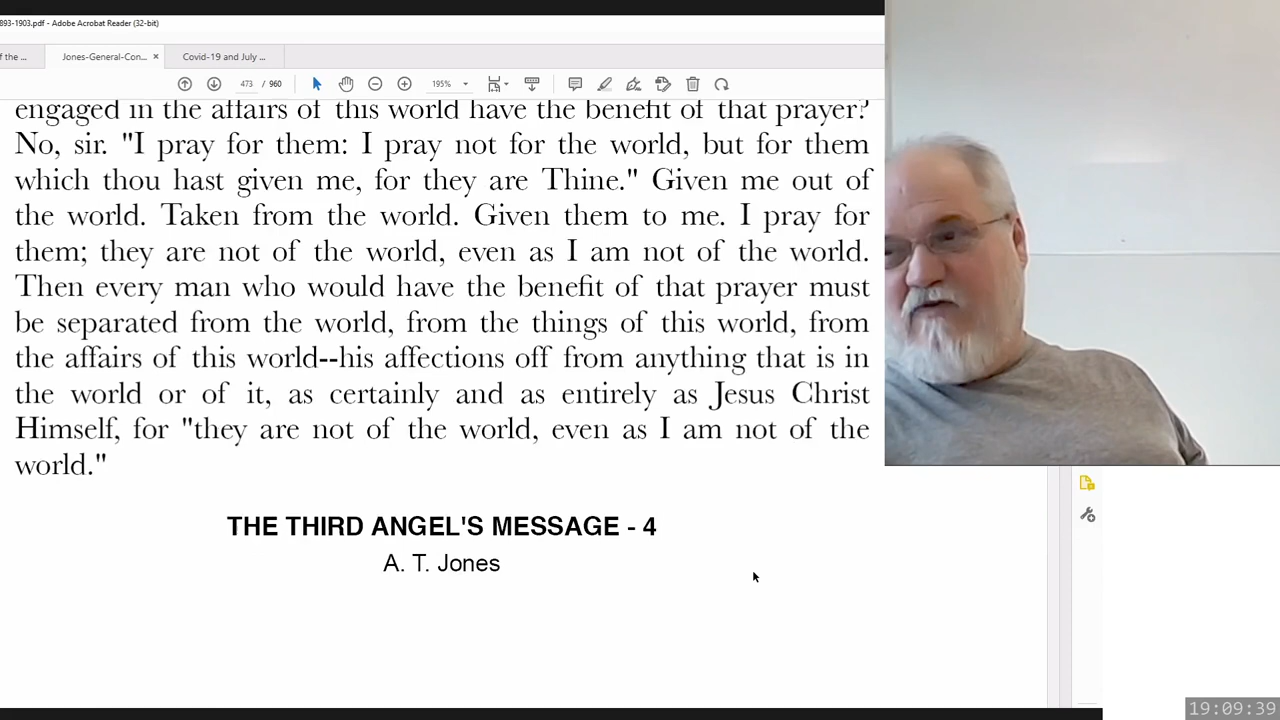 893-1903.pdf - Adobe Acrobat Reader (32-bit)
f the ...
Jones-General-Con... ×
Covid-19 and July ...
473 / 960
195%
engaged in the affairs of this world have the benefit of that prayer?
No, sir. "I pray for them: I pray not for the world, but for them
which thou hast given me, for they are Thine." Given me out of
the world. Taken from the world. Given them to me. I pray for
them; they are not of the world, even as I am not of the world.
Then every man who would have the benefit of that prayer must
be separated from the world, from the things of this world, from
the affairs of this world--his affections off from anything that is in
the world or of it, as certainly and as entirely as Jesus Christ
Himself, for "they are not of the world, even as I am not of the
world."
THE THIRD ANGEL'S MESSAGE - 4
A. T. Jones
19:09:39